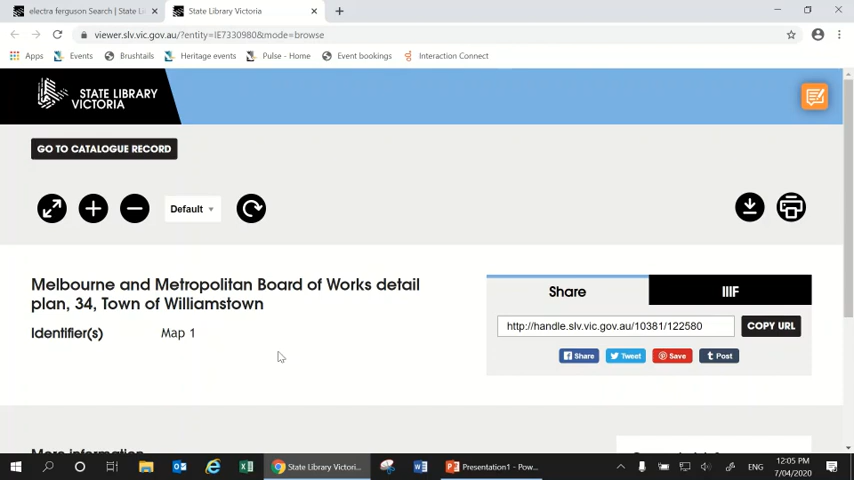 electra ferguson Search | State Li
State Library Victoria
viewer.slv.vic.gov.au/?entity=IE7330980&mode=browse
Apps
Events
Brushtails
Heritage events
Pulse - Home
Event bookings
Interaction Connect
STATE LIBRARY
VICTORIA
GO TO CATALOGUE RECORD
Default
Melbourne and Metropolitan Board of Works detail
plan, 34, Town of Williamstown
Identifier(s) Map 1
Share
IIIF
http://handle.slv.vic.gov.au/10381/122580
COPY URL
Share
Tweet
Save
Post
More information
State Library Victori...
Presentation1 - Pow...
ENG
12:05 PM
7/04/2020